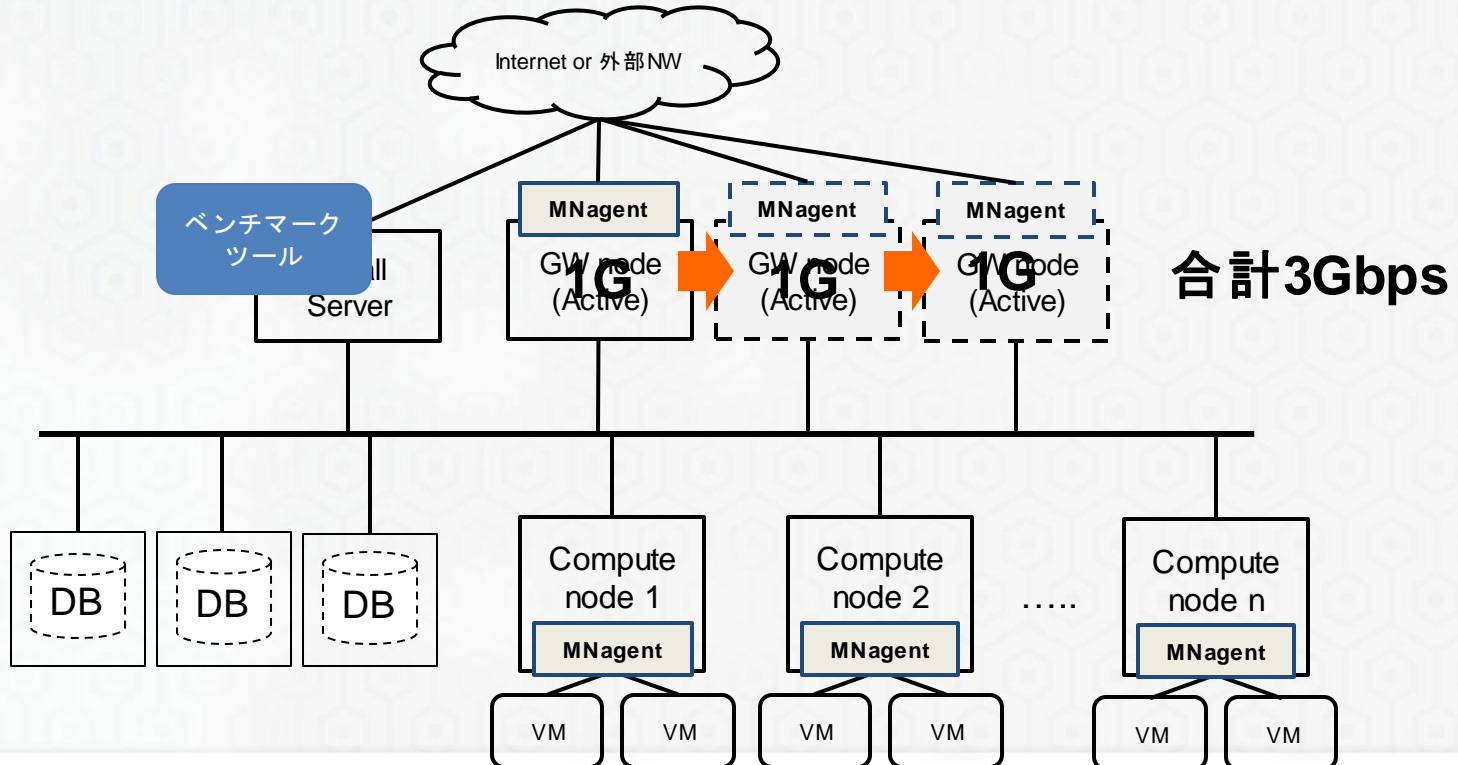 Internet or 外部NW
ベンチマーク
ツール
all
Server
MNagent
GW node
(Active)
1G
MNagent
GW node
(Active)
1G
MNagent
GW node
(Active)
1G
合計3Gbps
DB
DB
DB
Compute
node 1
MNagent
VM
VM
Compute
node 2
MNagent
VM
VM
.....
Compute
node n
MNagent
VM
VM